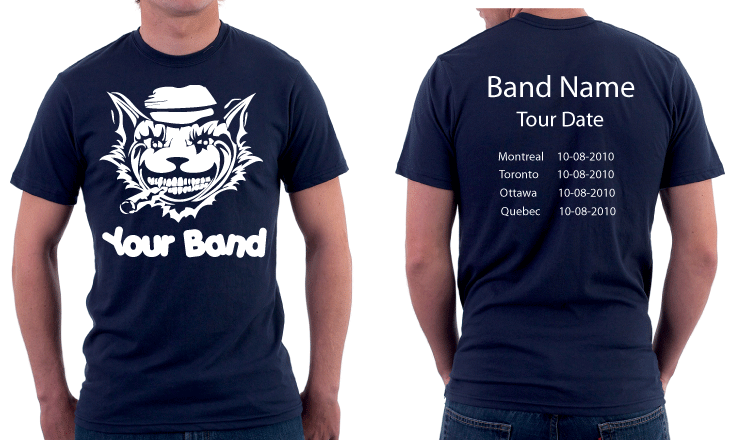 Your Band
Band Name
Tour Date
Montreal 10-08-2010
Toronto 10-08-2010
Ottawa 10-08-2010
Quebec 10-08-2010